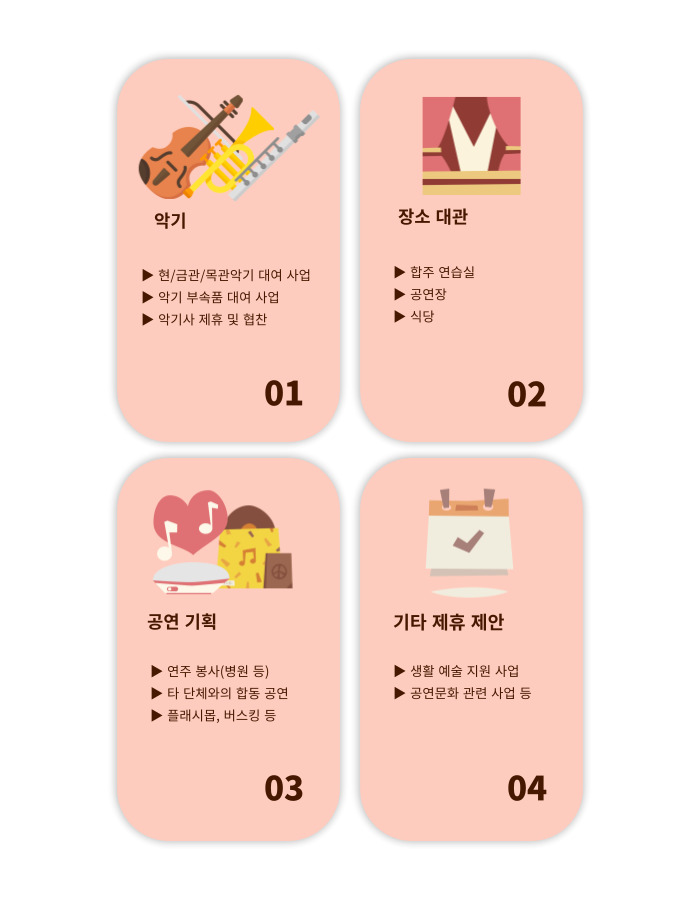 악기
▶ 현/금관/목관악기 대여 사업
▶ 악기 부속품 대여 사업
▶ 악기사 제휴 및 협찬
01
장소 대관
▶ 합주 연습실
▶ 공연장
▶ 식당
02
공연 기획
▶ 연주 봉사(병원 등)
▶ 타 단체와의 합동 공연
▶ 플래시몹, 버스킹 등
03
기타 제휴 제안
▶ 생활 예술 지원 사업
▶ 공연문화 관련 사업 등
04